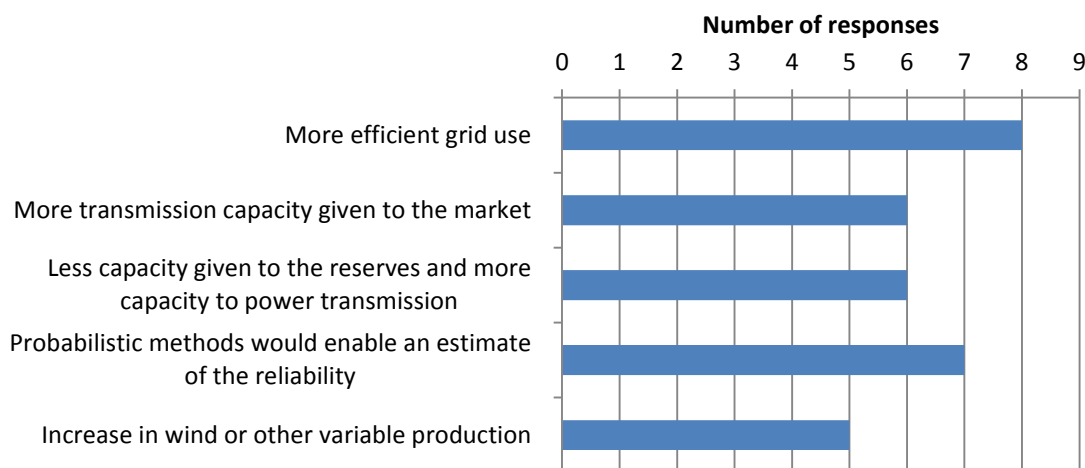 Number of responses
0 1 2 3 4 5 6 7 8 9
More efficient grid use
More transmission capacity given to the market
Less capacity given to the reserves and more
capacity to power transmission
Probabilistic methods would enable an estimate
of the reliability
Increase in wind or other variable production